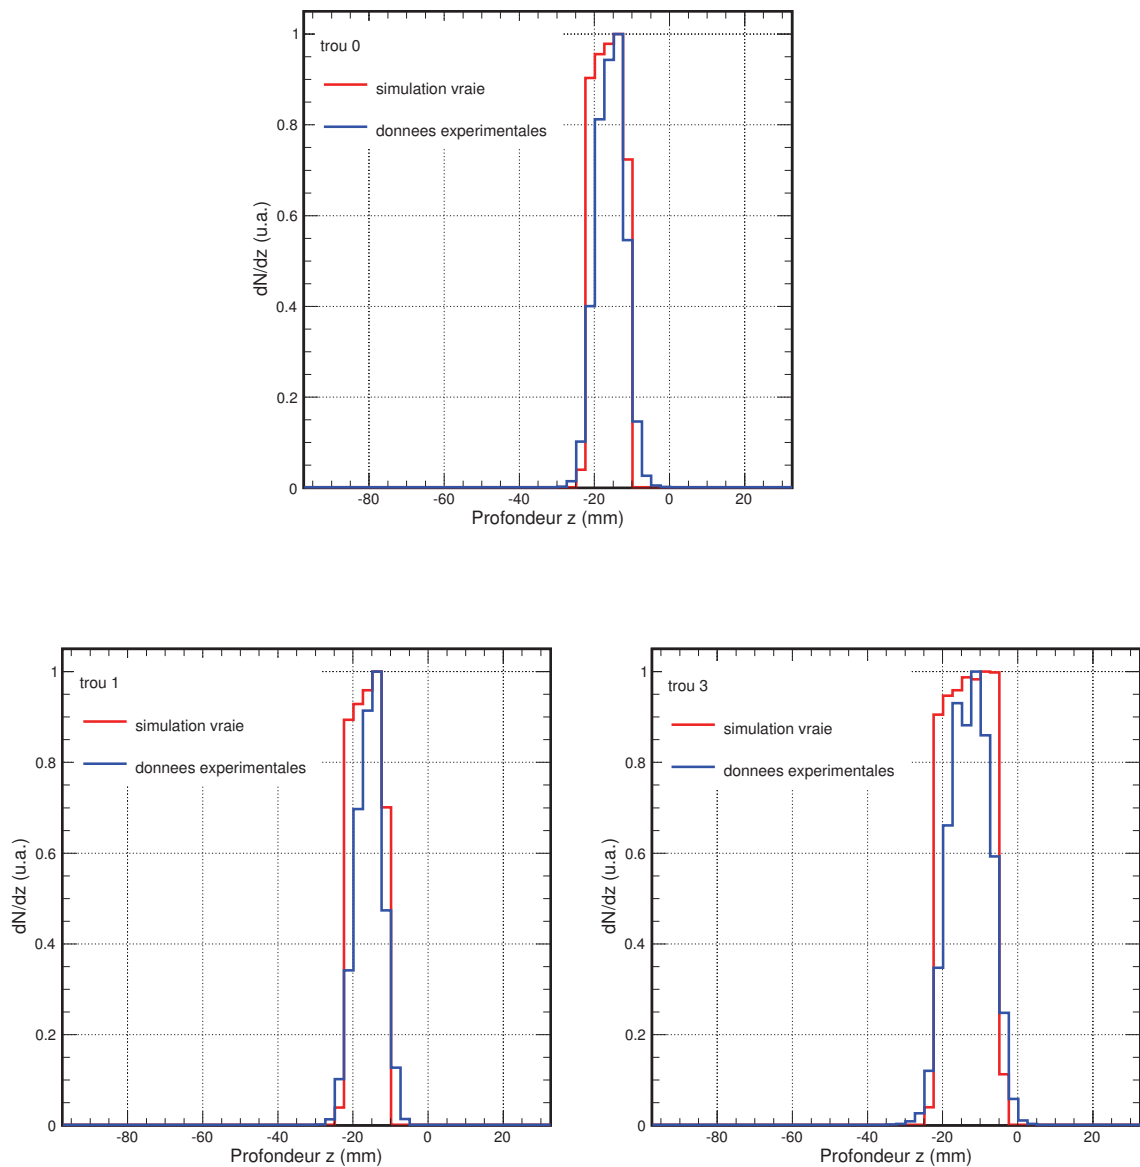 trou 0
simulation vraie
donnees experimentales
dN/dz (u.a.)
1
0.8
0.6
0.4
0.2
0
-80 -60 -40 -20 0 20
Profondeur z (mm)
trou 1
simulation vraie
donnees experimentales
dN/dz (u.a.)
1
0.8
0.6
0.4
0.2
0
-80 -60 -40 -20 0 20
Profondeur z (mm)
trou 3
simulation vraie
donnees experimentales
dN/dz (u.a.)
1
0.8
0.6
0.4
0.2
0
-80 -60 -40 -20 0 20
Profondeur z (mm)